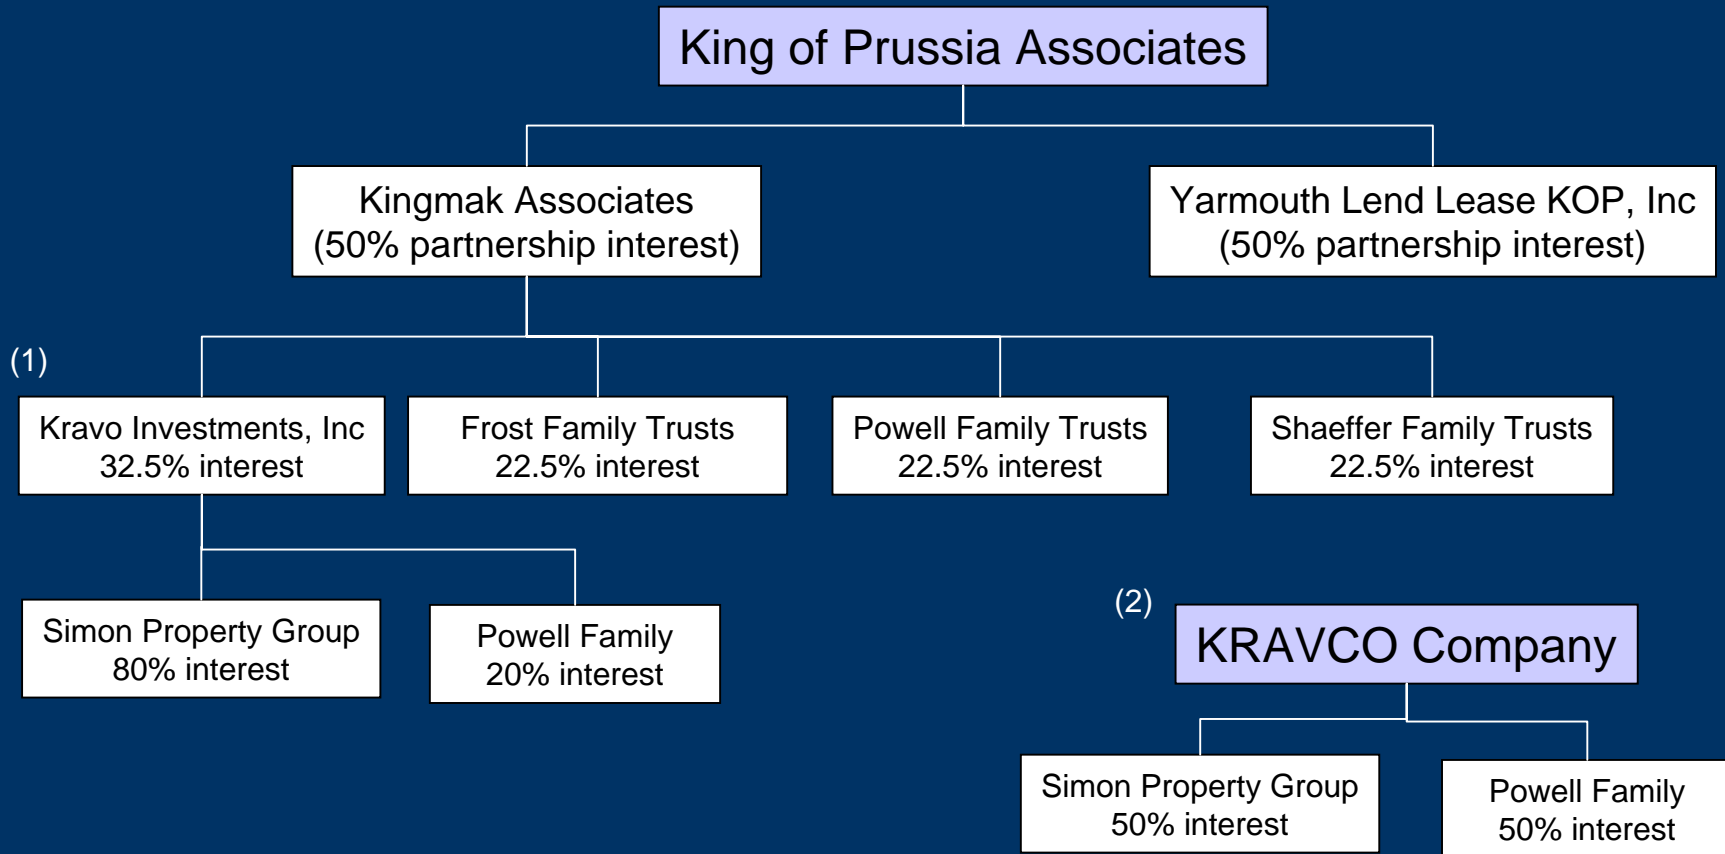 King of Prussia Associates
Kingmak Associates
(50% partnership interest)
Yarmouth Lend Lease KOP, Inc
(50% partnership interest)
(1)
Kravo Investments, Inc
32.5% interest
Frost Family Trusts
22.5% interest
Powell Family Trusts
22.5% interest
Shaeffer Family Trusts
22.5% interest
Simon Property Group
80% interest
Powell Family
20% interest
(2)
KRAVCO Company
Simon Property Group
50% interest
Powell Family
50% interest